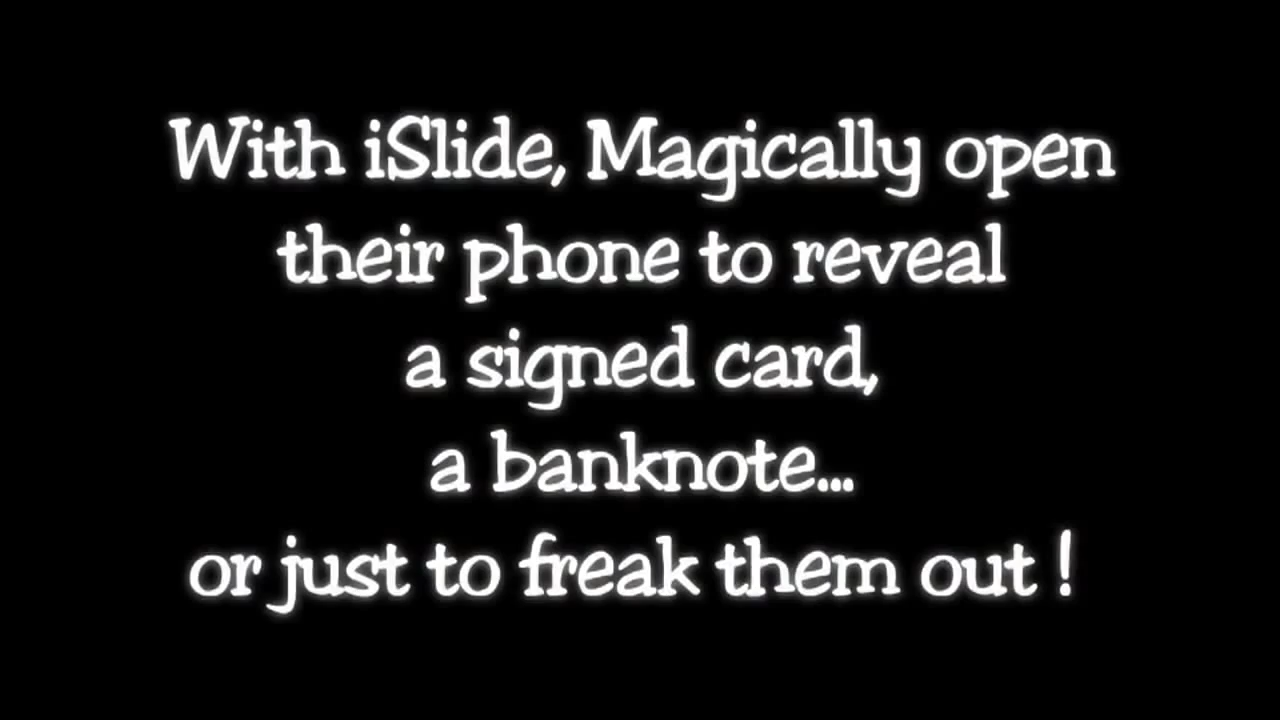 With iSlide, Magically open
their phone to reveal
a signed card,
a banknote...
or just to freak them out !